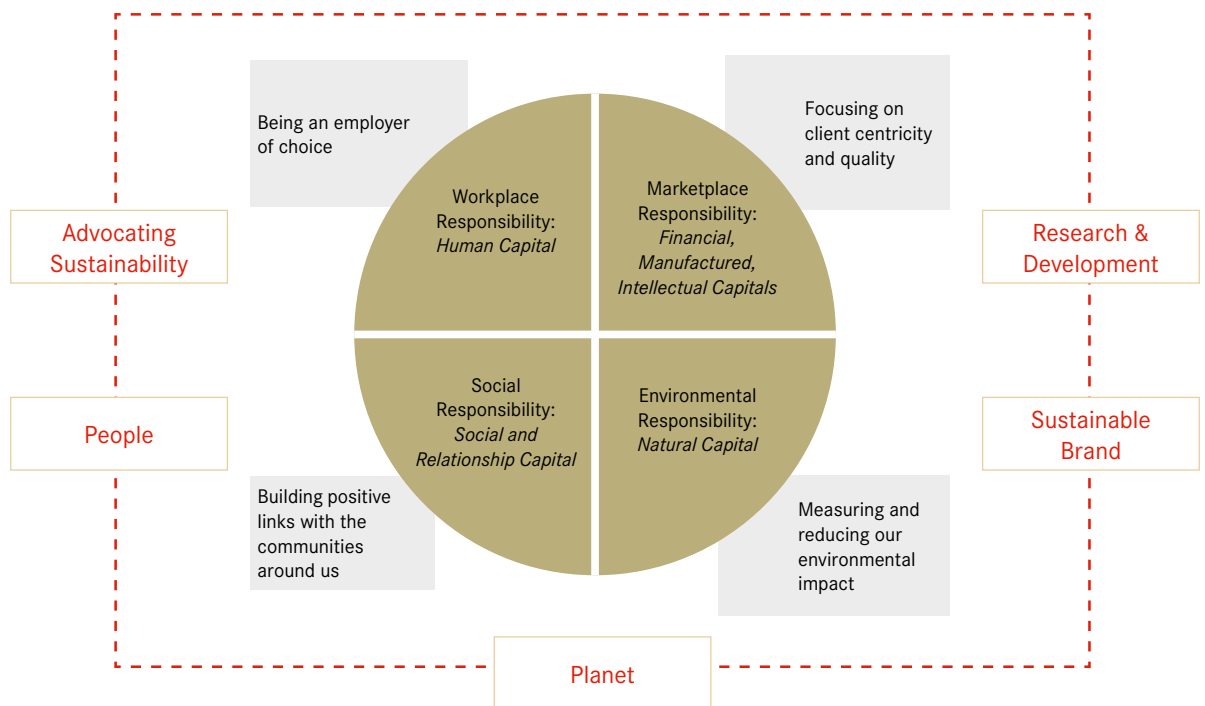 Being an employer
of choice
Focusing on
client centricity
and quality
Workplace
Responsibility:
Human Capital
Marketplace
Responsibility:
Financial,
Manufactured,
Intellectual Capitals
Advocating
Sustainability
Research &
Development
People
Social
Responsibility:
Social and
Relationship Capital
Environmental
Responsibility:
Natural Capital
Sustainable
Brand
Building positive
links with the
communities
around us
Measuring and
reducing our
environmental
impact
Planet